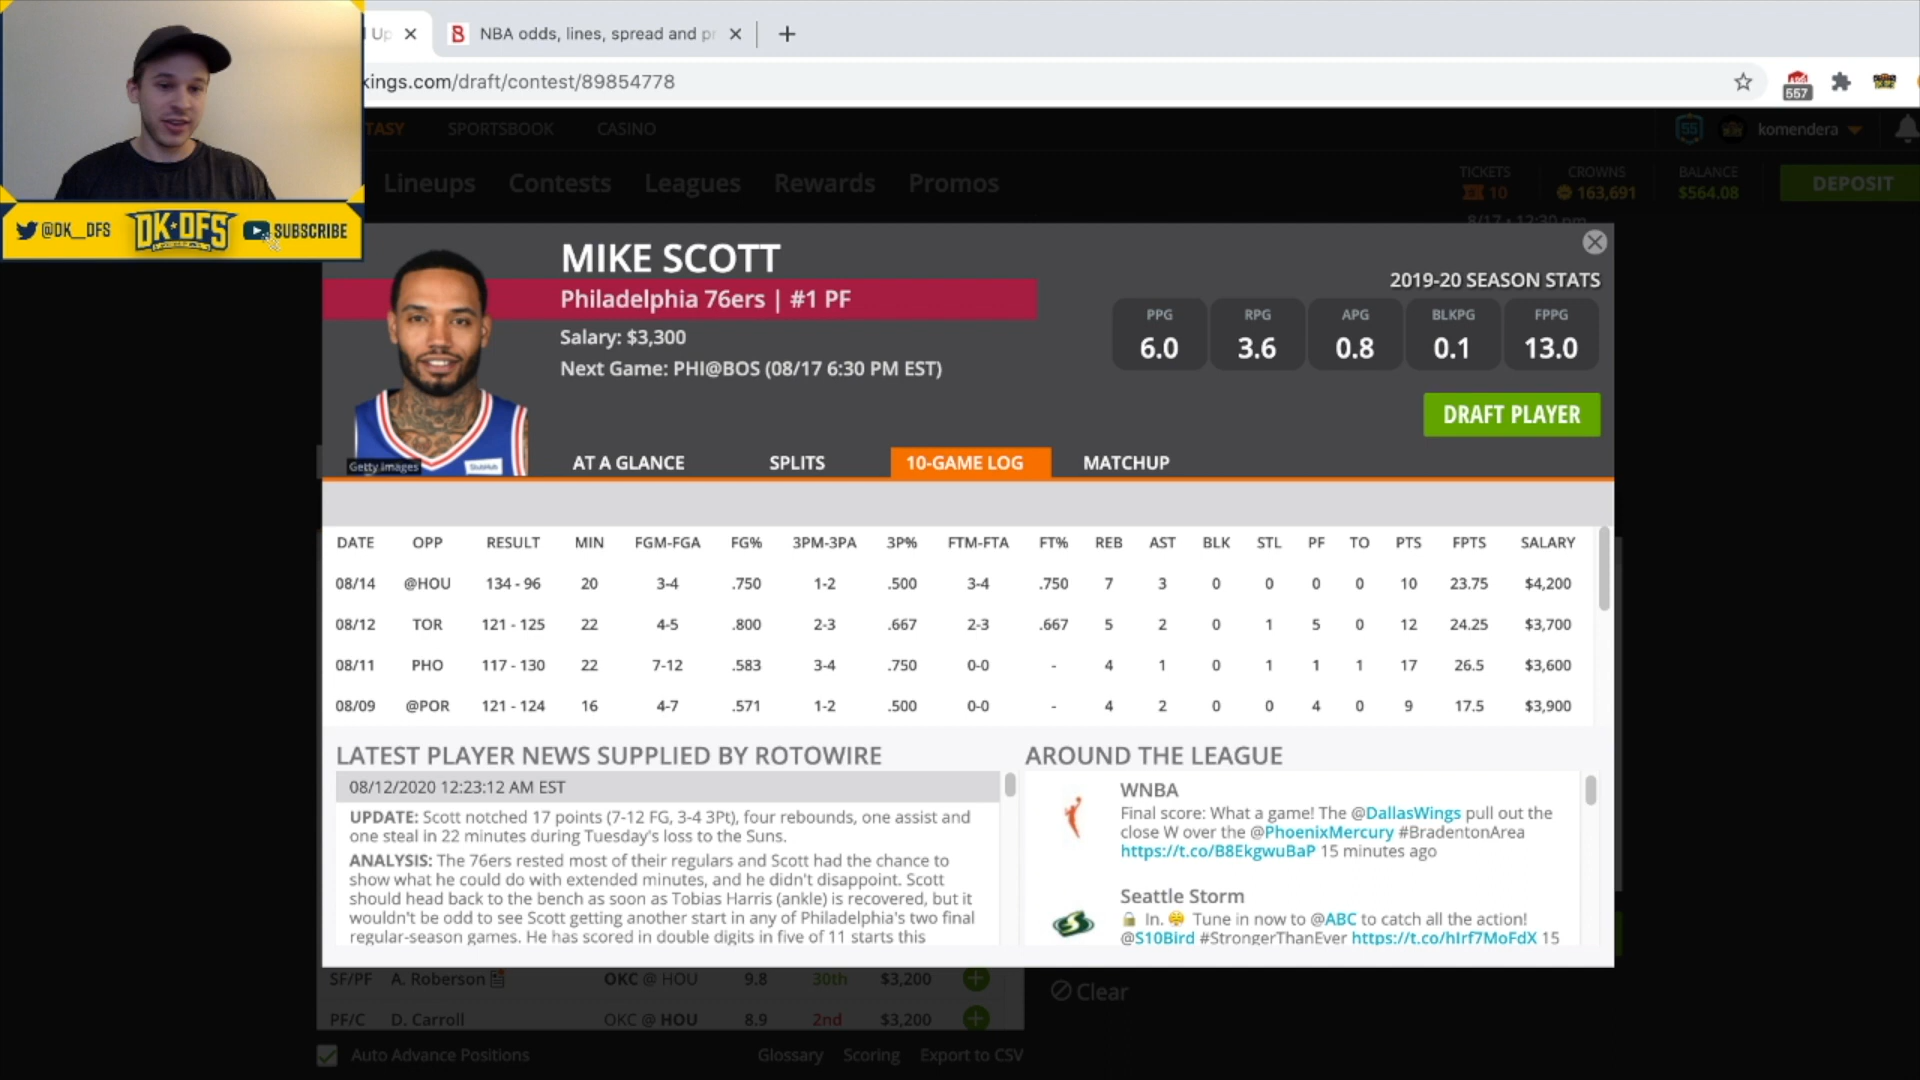 Up
NBA odds, lines, spread and pr
kings.com/draft/contest/89854778
557
TASY
SPORTSBOOK
CASINO
55
komendera
Lineups
Contests
Leagues
Rewards
Promos
TICKETS
10
CROWNS
163,691
BALANCE
$564.08
DEPOSIT
8/17 - 12:30 pm
@DK__DFS
DK★DFS
SUBSCRIBE
MIKE SCOTT
Philadelphia 76ers | #1 PF
Salary: $3,300
Next Game: PHI@BOS (08/17 6:30 PM EST)
2019-20 SEASON STATS
PPG RPG APG BLKPG FPPG
6.0 3.6 0.8 0.1 13.0
DRAFT PLAYER
Getty Images
StubHub
AT A GLANCE SPLITS 10-GAME LOG MATCHUP
DATE OPP RESULT MIN FGM-FGA FG% 3PM-3PA 3P% FTM-FTA FT% REB AST BLK STL PF TO PTS FPTS SALARY
08/14 @HOU 134 - 96 20 3-4 .750 1-2 .500 3-4 .750 7 3 0 0 0 0 10 23.75 $4,200
08/12 TOR 121 - 125 22 4-5 .800 2-3 .667 2-3 .667 5 2 0 1 5 0 12 24.25 $3,700
08/11 PHO 117 - 130 22 7-12 .583 3-4 .750 0-0 - 4 1 0 1 1 1 17 26.5 $3,600
08/09 @POR 121 - 124 16 4-7 .571 1-2 .500 0-0 - 4 2 0 0 4 0 9 17.5 $3,900
LATEST PLAYER NEWS SUPPLIED BY ROTOWIRE
08/12/2020 12:23:12 AM EST
UPDATE: Scott notched 17 points (7-12 FG, 3-4 3Pt), four rebounds, one assist and
one steal in 22 minutes during Tuesday's loss to the Suns.
ANALYSIS: The 76ers rested most of their regulars and Scott had the chance to
show what he could do with extended minutes, and he didn't disappoint. Scott
should head back to the bench as soon as Tobias Harris (ankle) is recovered, but it
wouldn't be odd to see Scott getting another start in any of Philadelphia's two final
regular-season games. He has scored in double digits in five of 11 starts this
AROUND THE LEAGUE
WNBA
Final score: What a game! The @DallasWings pull out the
close W over the @PhoenixMercury #BradentonArea
https://t.co/B8EkgwuBaP 15 minutes ago
Seattle Storm
🔒 In. 😤 Tune in now to @ABC to catch all the action!
@S10Bird #StrongerThanEver https://t.co/hIrf7MoFdX 15
SF/PF A. Roberson OKC @ HOU 9.8 30th $3,200
PF/C D. Carroll OKC @ HOU 8.9 2nd $3,200
Clear
Auto Advance Positions
Glossary
Scoring
Export to CSV